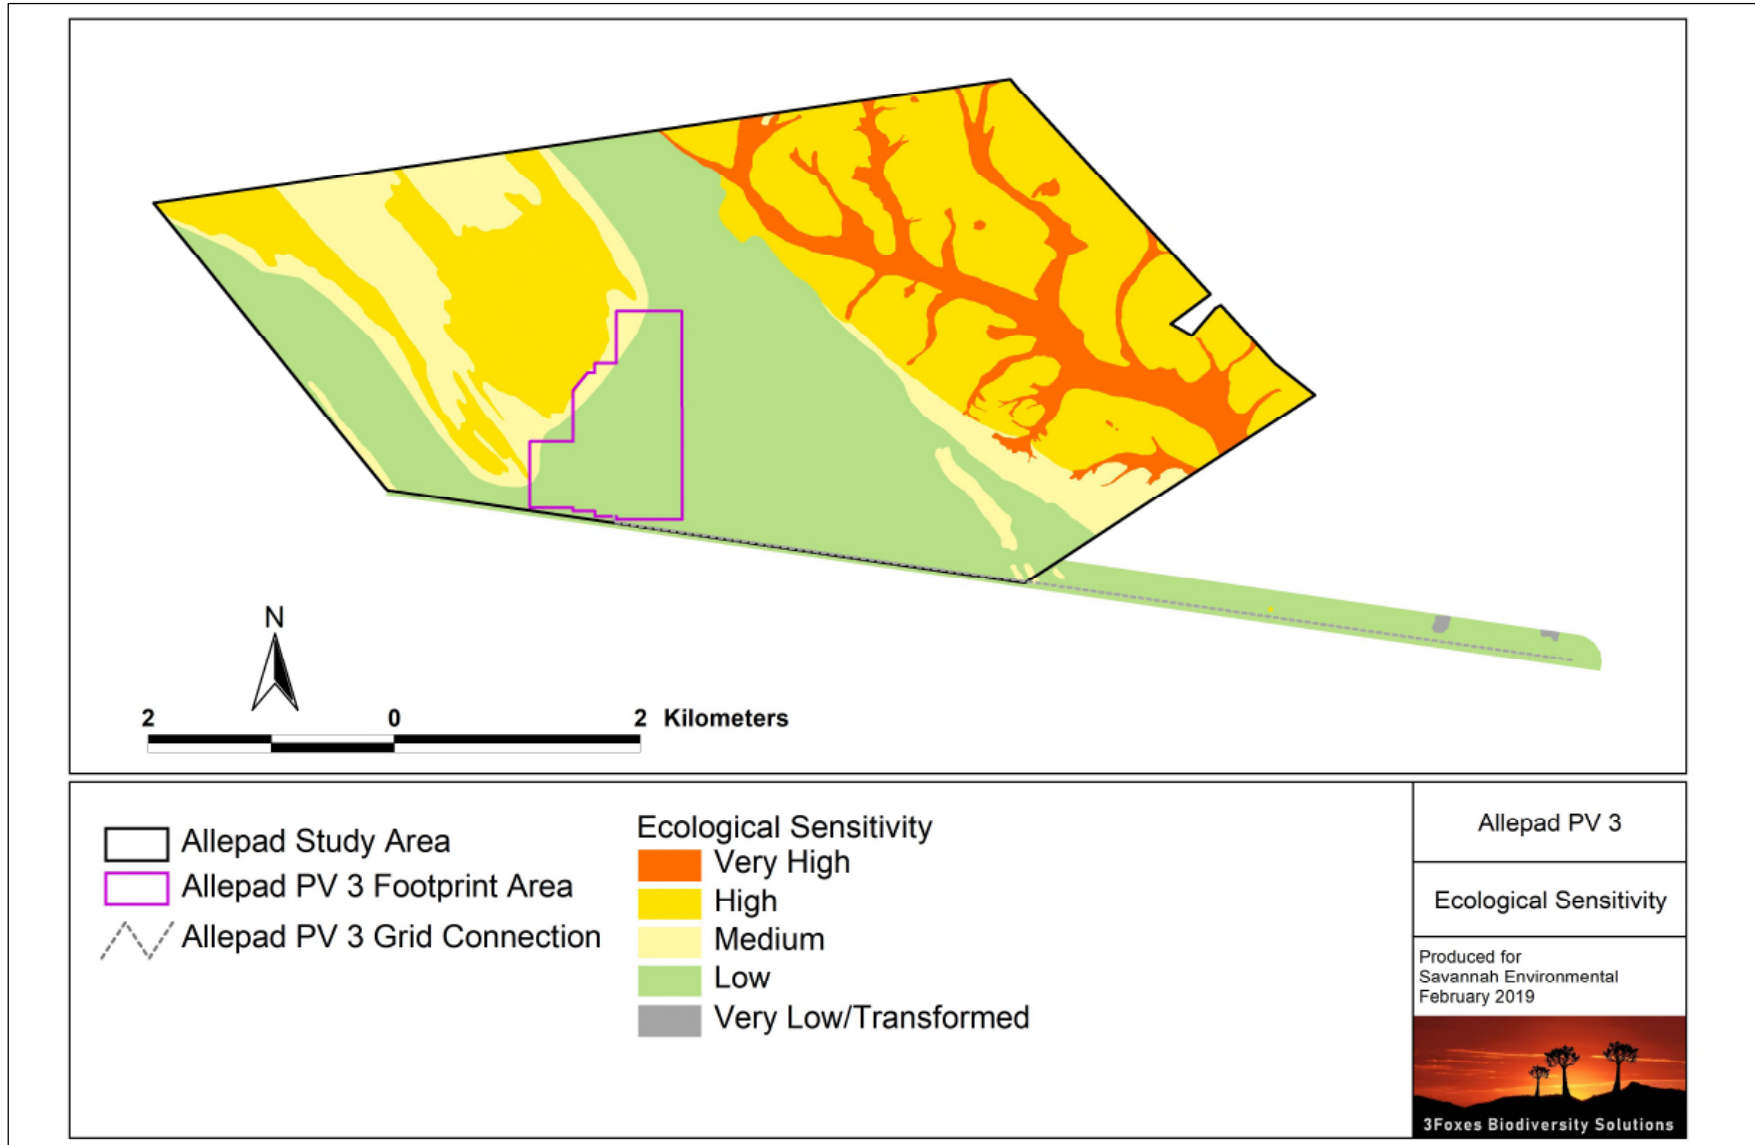 N
2 0 2 Kilometers
Allepad Study Area
Allepad PV 3 Footprint Area
Allepad PV 3 Grid Connection
Ecological Sensitivity
Very High
High
Medium
Low
Very Low/Transformed
Allepad PV 3
Ecological Sensitivity
Produced for
Savannah Environmental
February 2019
3Foxes Biodiversity Solutions